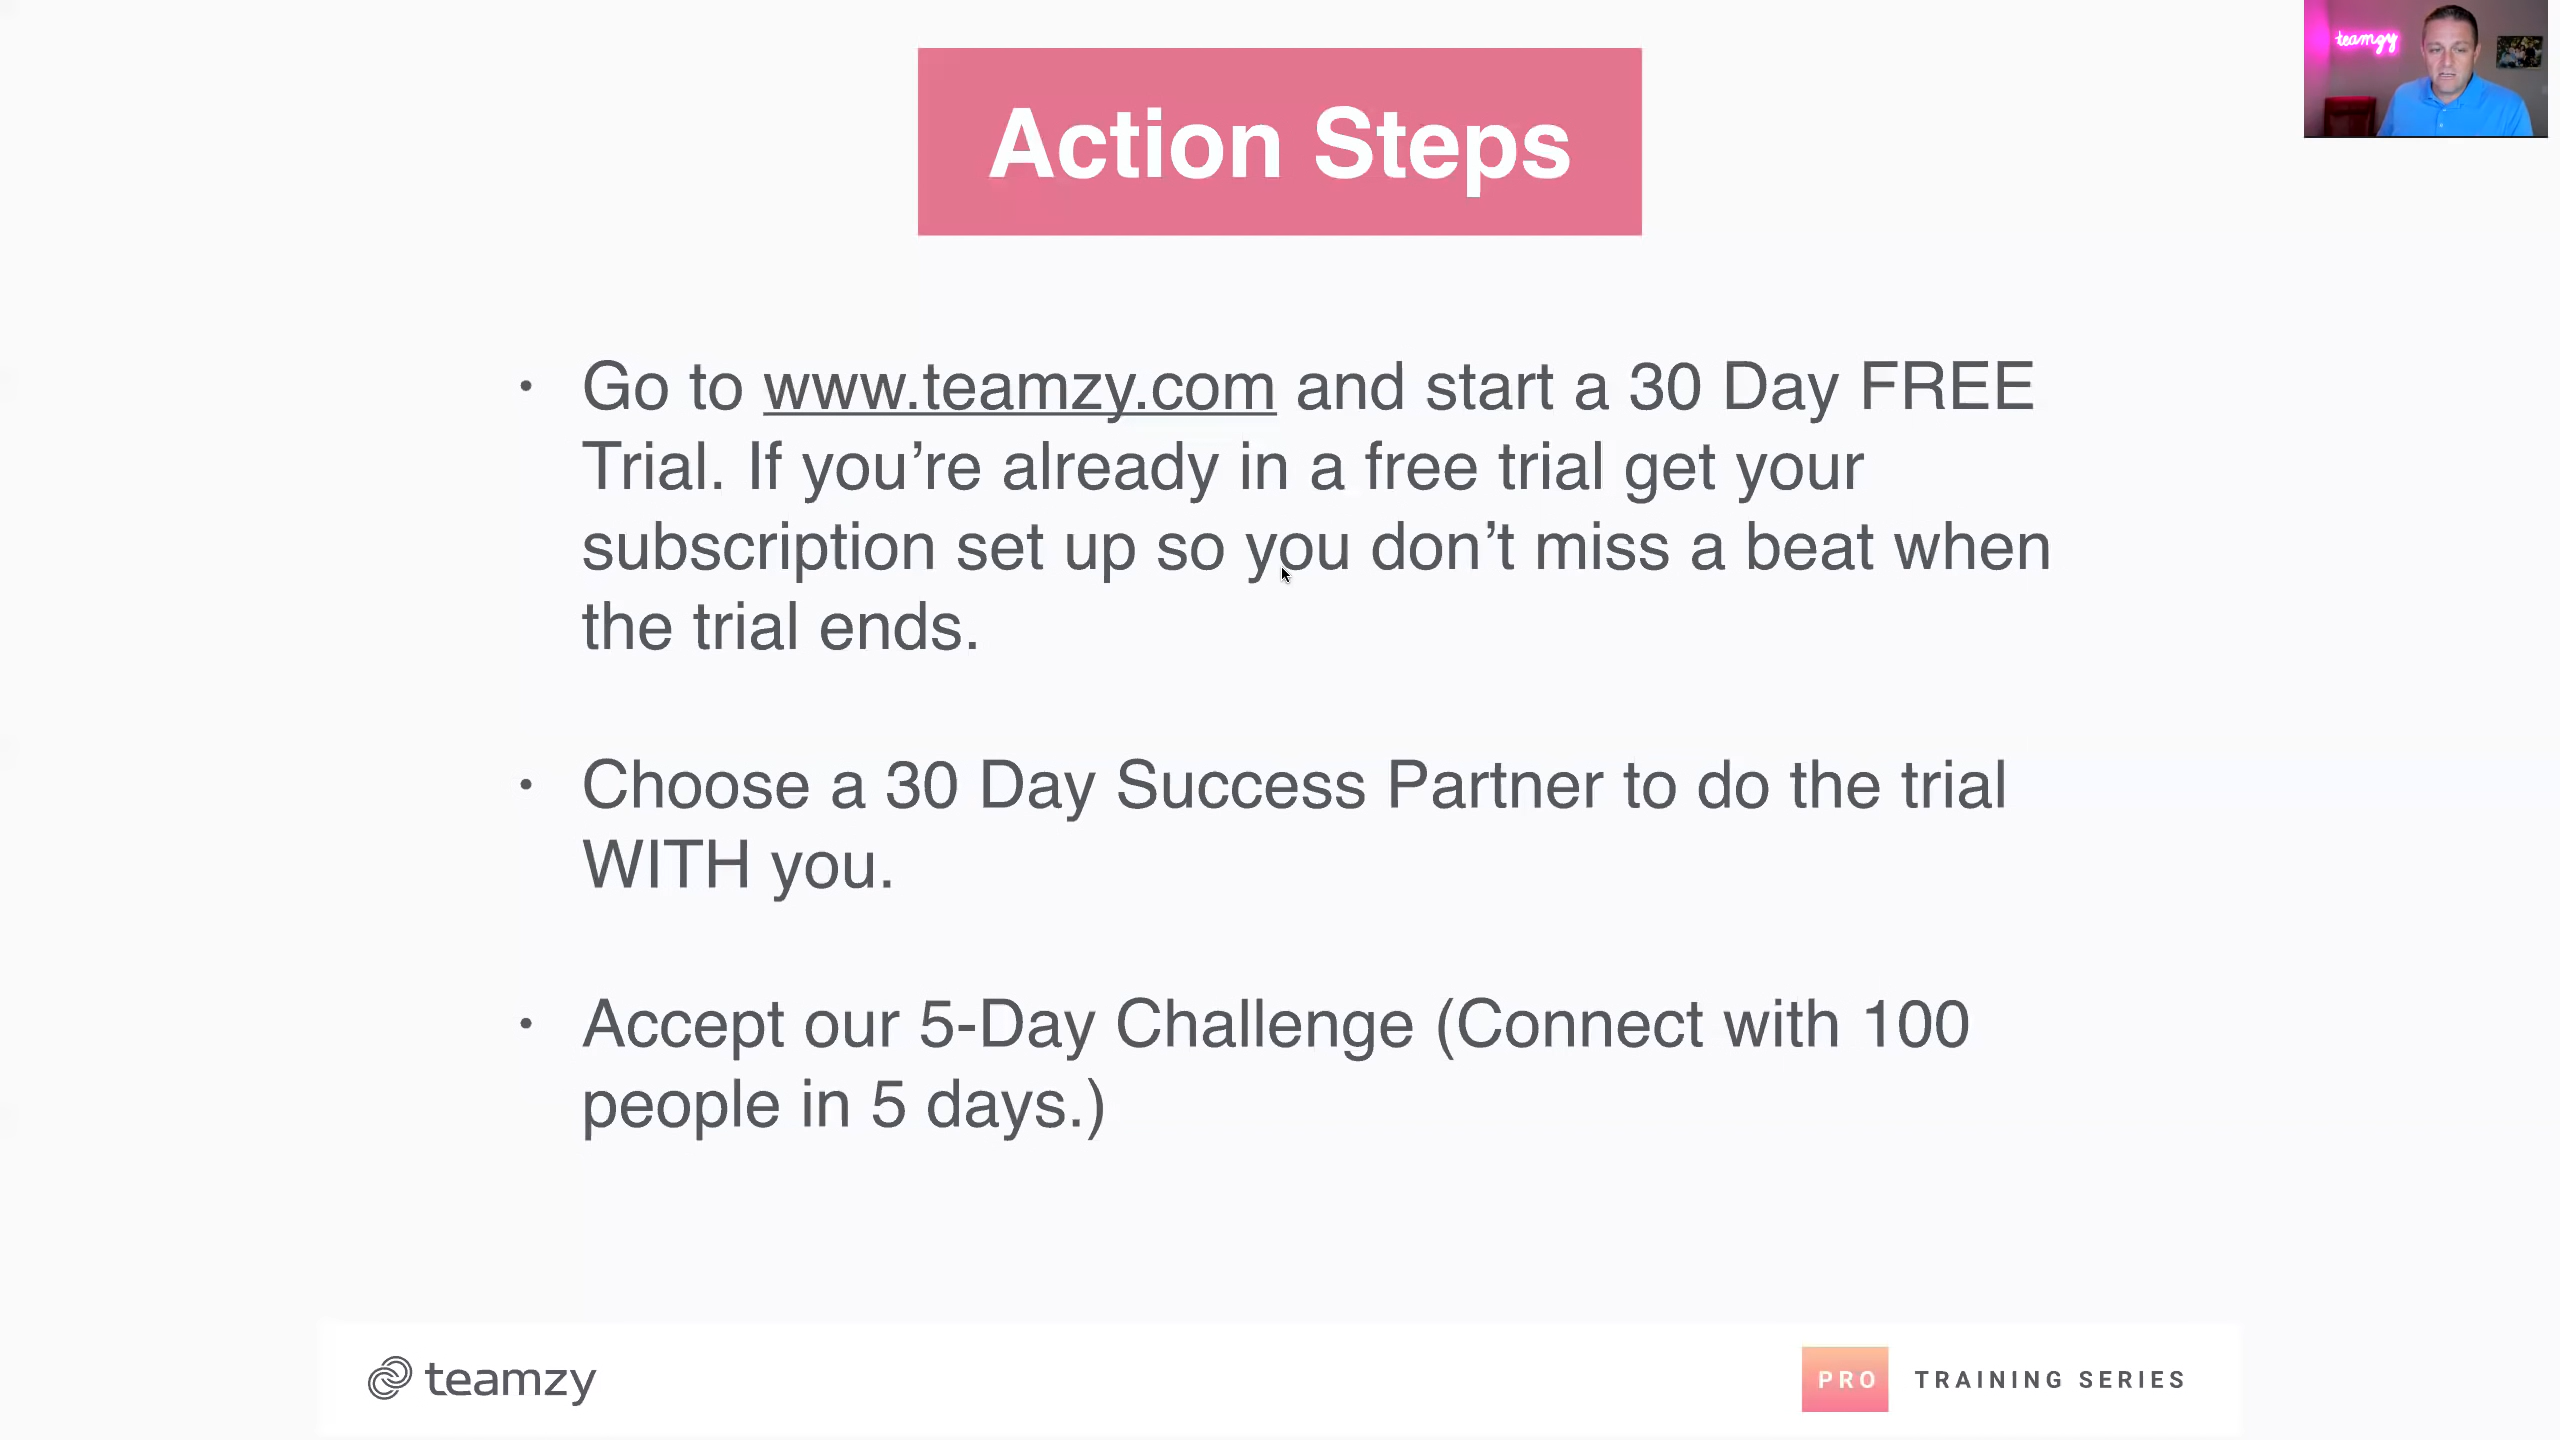 teamzy
Action Steps
• Go to www.teamzy.com and start a 30 Day FREE
Trial. If you’re already in a free trial get your
subscription set up so you don’t miss a beat when
the trial ends.
• Choose a 30 Day Success Partner to do the trial
WITH you.
• Accept our 5-Day Challenge (Connect with 100
people in 5 days.)
teamzy
PRO TRAINING SERIES